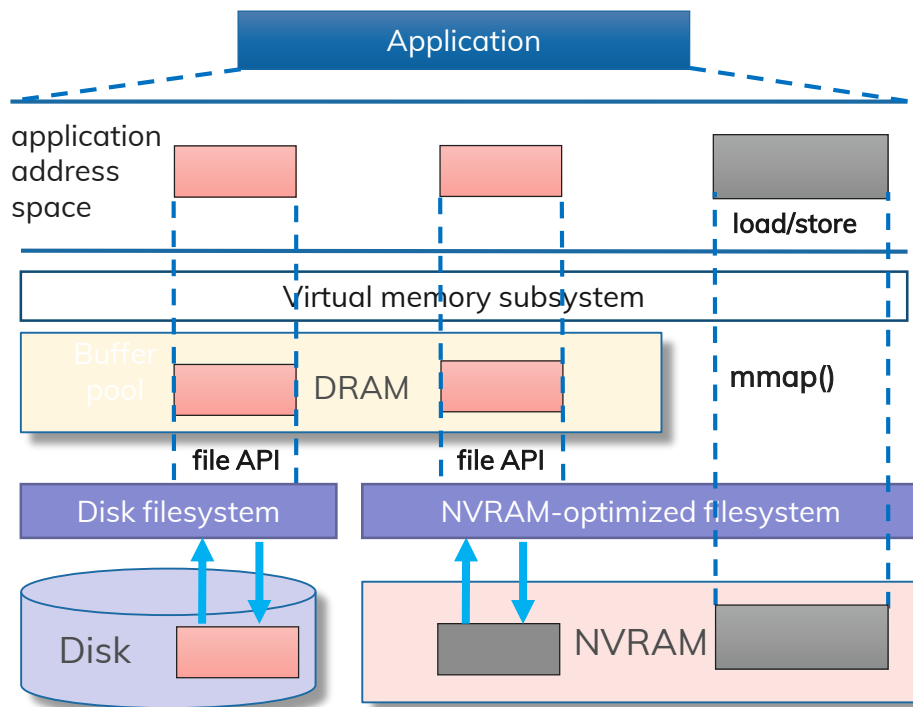 Application
application
address
space
load/store
Virtual memory subsystem
Buffer
pool
DRAM
mmap()
file API
file API
Disk filesystem
NVRAM-optimized filesystem
Disk
NVRAM